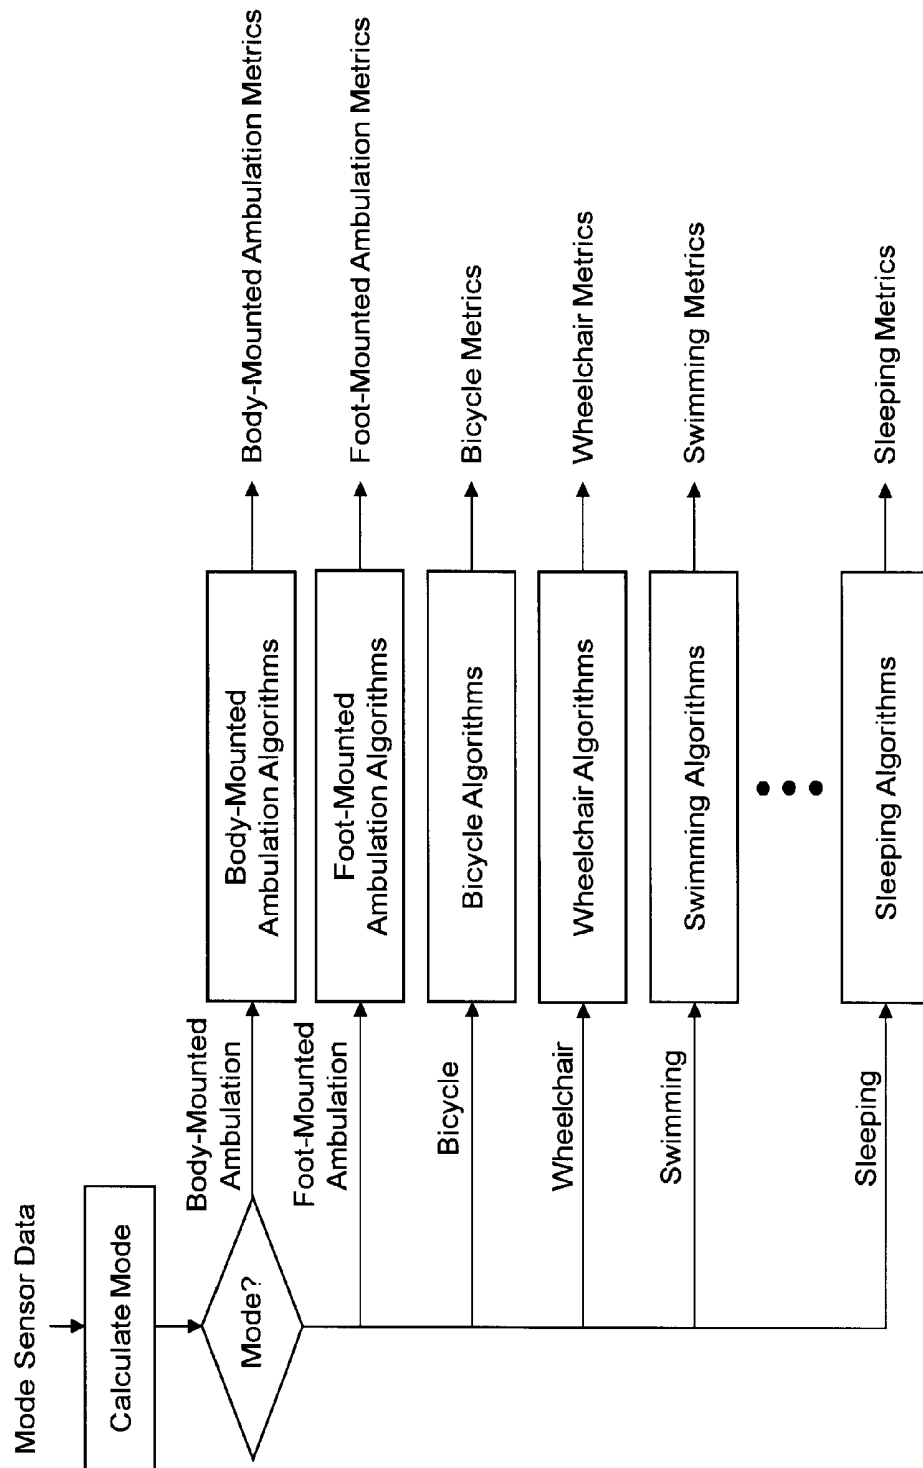 Mode Sensor Data
Calculate Mode
Mode?
Body-Mounted
Ambulation
Body-Mounted
Ambulation Algorithms
Body-Mounted Ambulation Metrics
Foot-Mounted
Ambulation
Foot-Mounted
Ambulation Algorithms
Foot-Mounted Ambulation Metrics
Bicycle
Bicycle Algorithms
Bicycle Metrics
Wheelchair
Wheelchair Algorithms
Wheelchair Metrics
Swimming
Swimming Algorithms
Swimming Metrics
Sleeping
Sleeping Algorithms
Sleeping Metrics